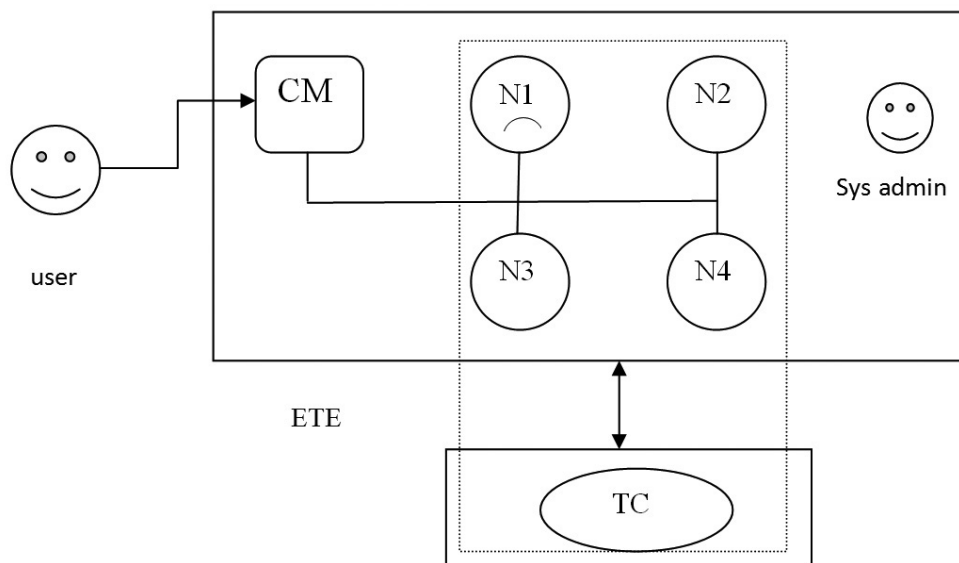 CM
N1
N2
Sys admin
user
N3
N4
ETE
TC